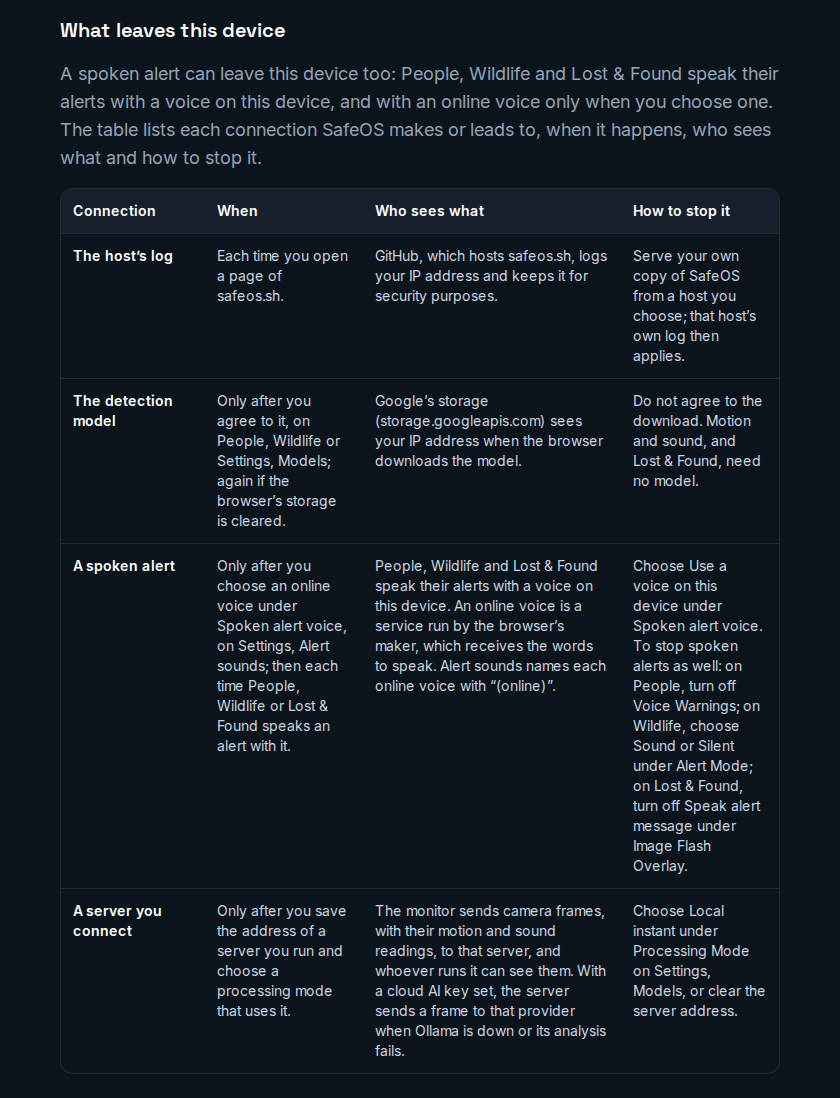 What leaves this device
A spoken alert can leave this device too: People, Wildlife and Lost & Found speak their
alerts with a voice on this device, and with an online voice only when you choose one.
The table lists each connection SafeOS makes or leads to, when it happens, who sees
what and how to stop it.
Connection
When
Who sees what
How to stop it
The host’s log
Each time you open
a page of
safeos.sh.
GitHub, which hosts safeos.sh, logs
your IP address and keeps it for
security purposes.
Serve your own
copy of SafeOS
from a host you
choose; that host’s
own log then
applies.
The detection
model
Only after you
agree to it, on
People, Wildlife or
Settings, Models;
again if the
browser’s storage
is cleared.
Google’s storage
(storage.googleapis.com) sees
your IP address when the browser
downloads the model.
Do not agree to the
download. Motion
and sound, and
Lost & Found, need
no model.
A spoken alert
Only after you
choose an online
voice under
Spoken alert voice,
on Settings, Alert
sounds; then each
time People,
Wildlife or Lost &
Found speaks an
alert with it.
People, Wildlife and Lost & Found
speak their alerts with a voice on
this device. An online voice is a
service run by the browser’s
maker, which receives the words
to speak. Alert sounds names each
online voice with “(online)”.
Choose Use a
voice on this
device under
Spoken alert voice.
To stop spoken
alerts as well: on
People, turn off
Voice Warnings; on
Wildlife, choose
Sound or Silent
under Alert Mode;
on Lost & Found,
turn off Speak alert
message under
Image Flash
Overlay.
A server you
connect
Only after you save
the address of a
server you run and
choose a
processing mode
that uses it.
The monitor sends camera frames,
with their motion and sound
readings, to that server, and
whoever runs it can see them. With
a cloud AI key set, the server
sends a frame to that provider
when Ollama is down or its analysis
fails.
Choose Local
instant under
Processing Mode
on Settings,
Models, or clear the
server address.